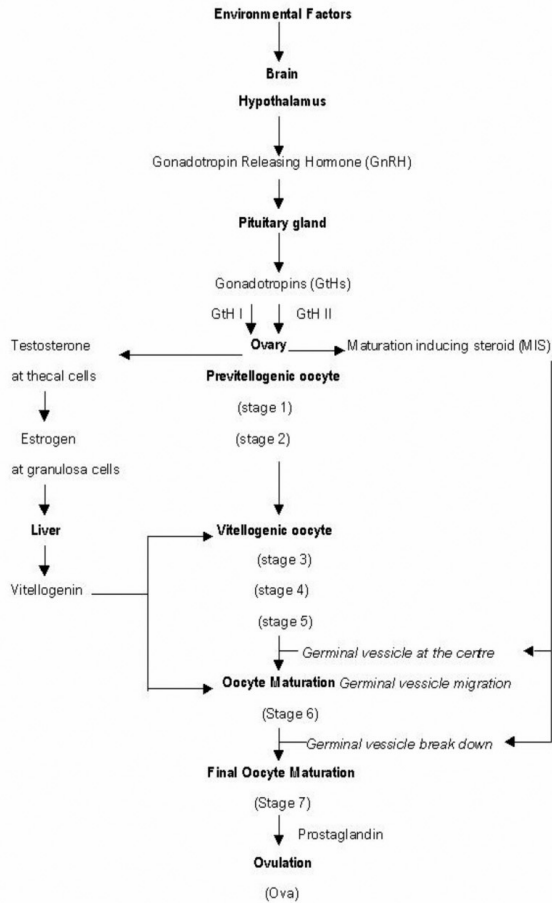 Environmental Factors
Brain
Hypothalamus
Gonadotropin Releasing Hormone (GnRH)
Pituitary gland
Gonadotropins (GtHs)
GtH I GtH II
Testosterone Ovary Maturation inducing steroid (MIS)
at thecal cells Previtellogenic oocyte
(stage 1)
Estrogen (stage 2)
at granulosa cells
Liver Vitellogenic oocyte
(stage 3)
Vitellogenin (stage 4)
(stage 5)
Germinal vessicle at the centre
Oocyte Maturation Germinal vessicle migration
(Stage 6)
Germinal vessicle break down
Final Oocyte Maturation
(Stage 7)
Prostaglandin
Ovulation
(Ova)